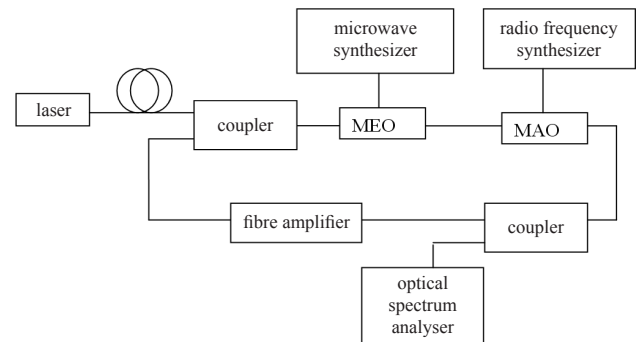 microwave
synthesizer
radio frequency
synthesizer
laser
coupler
MEO
MAO
fibre amplifier
coupler
optical
spectrum
analyser